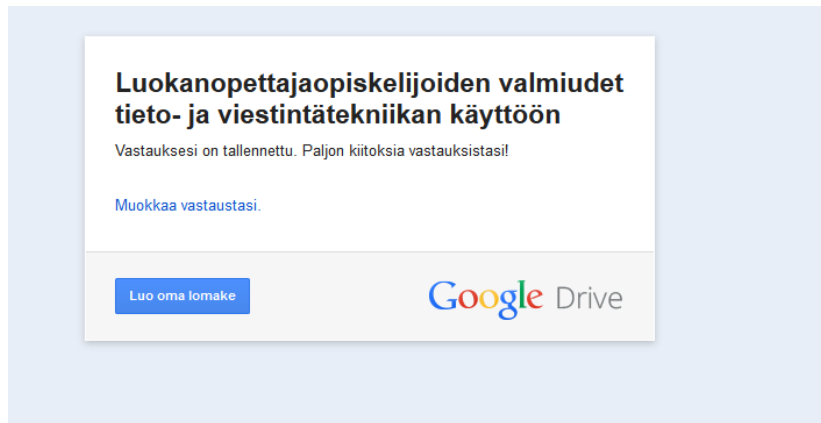 Luokanopettajaopiskelijoiden valmiudet
tieto- ja viestintätekniikan käyttöön
Vastauksesi on tallennettu. Paljon kiitoksia vastauksistasi!
Muokkaa vastaustasi.
Luo oma lomake
Google Drive